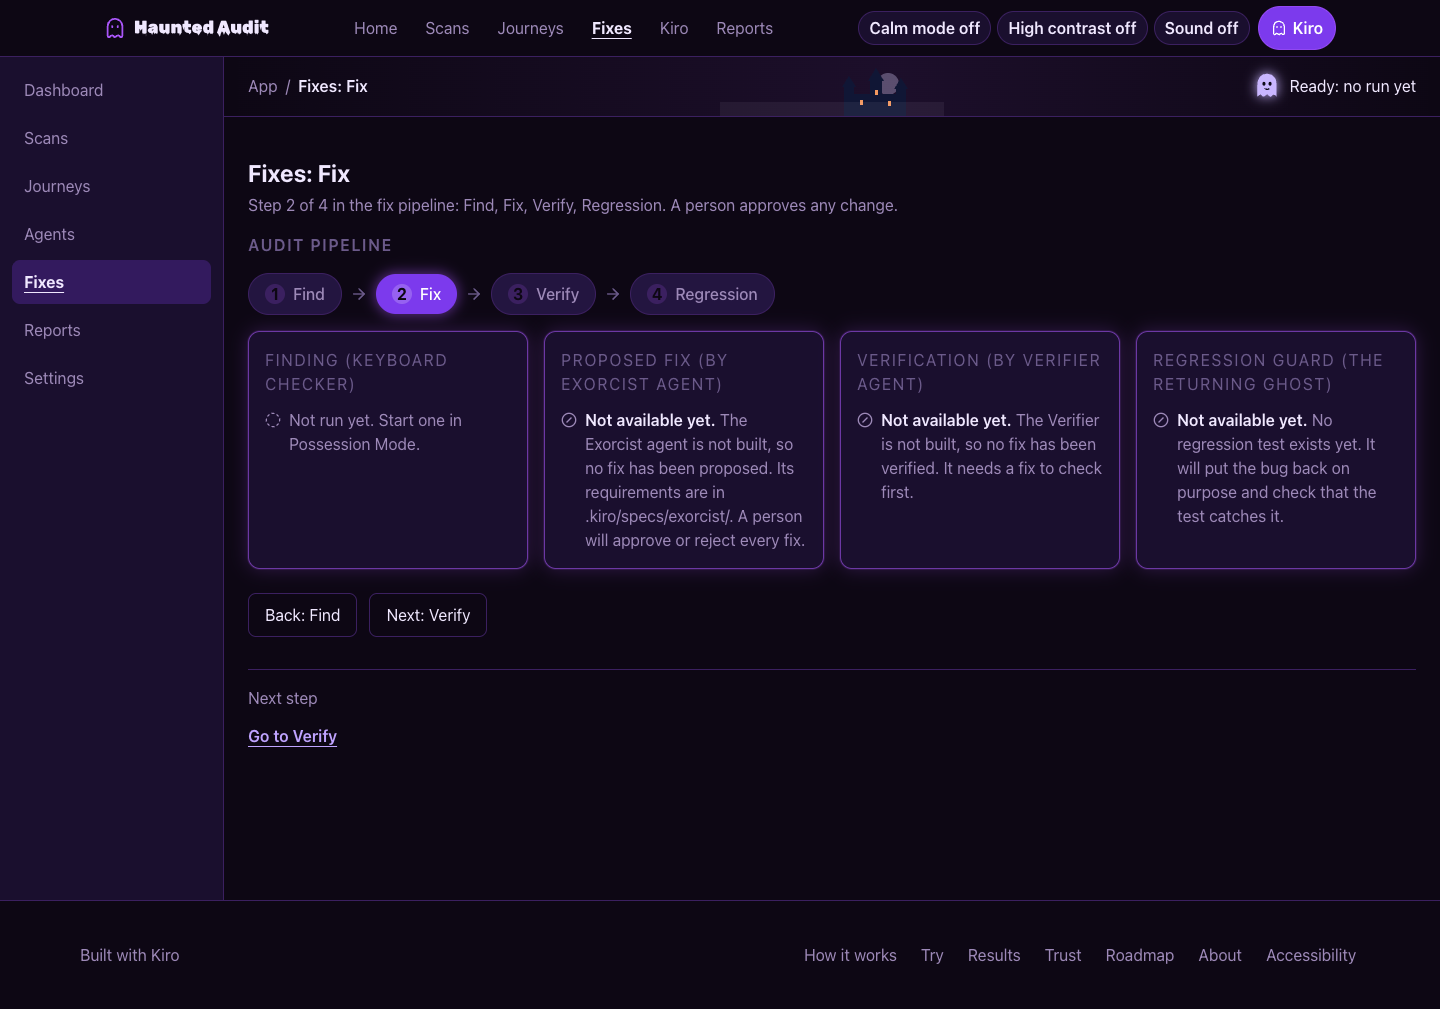 Haunted Audit
Home
Scans
Journeys
Fixes
Kiro
Reports
Calm mode off
High contrast off
Sound off
Kiro
Dashboard
Scans
Journeys
Agents
Fixes
Reports
Settings
App / Fixes: Fix
Ready: no run yet
Fixes: Fix
Step 2 of 4 in the fix pipeline: Find, Fix, Verify, Regression. A person approves any change.
AUDIT PIPELINE
1 Find
2 Fix
3 Verify
4 Regression
FINDING (KEYBOARD
CHECKER)
Not run yet. Start one in
Possession Mode.
PROPOSED FIX (BY
EXORCIST AGENT)
Not available yet. The
Exorcist agent is not built, so
no fix has been proposed. Its
requirements are in
.kiro/specs/exorcist/. A person
will approve or reject every fix.
VERIFICATION (BY VERIFIER
AGENT)
Not available yet. The Verifier
is not built, so no fix has been
verified. It needs a fix to check
first.
REGRESSION GUARD (THE
RETURNING GHOST)
Not available yet. No
regression test exists yet. It
will put the bug back on
purpose and check that the
test catches it.
Back: Find
Next: Verify
Next step
Go to Verify
Built with Kiro
How it works
Try
Results
Trust
Roadmap
About
Accessibility